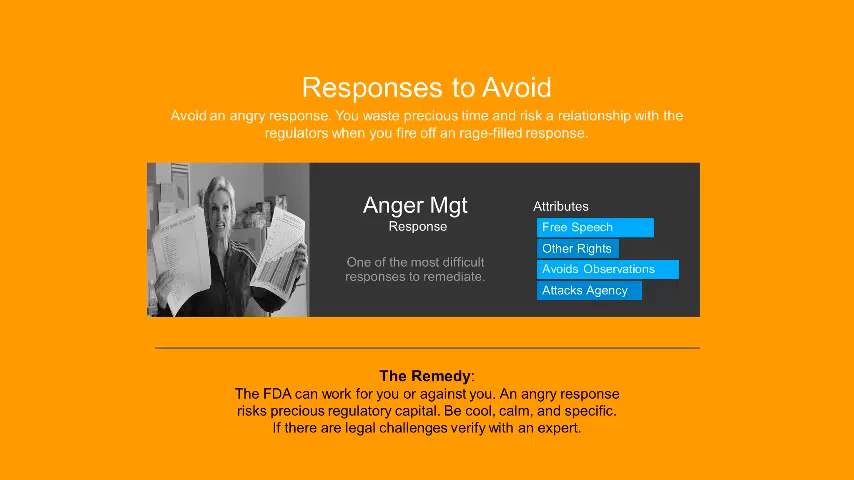 Responses to Avoid
Avoid an angry response. You waste precious time and risk a relationship with the
regulators when you fire off an rage-filled response.
Anger Mgt
Response
One of the most difficult
responses to remediate.
Attributes
Free Speech
Other Rights
Avoids Observations
Attacks Agency
The Remedy:
The FDA can work for you or against you. An angry response
risks precious regulatory capital. Be cool, calm, and specific.
If there are legal challenges verify with an expert.